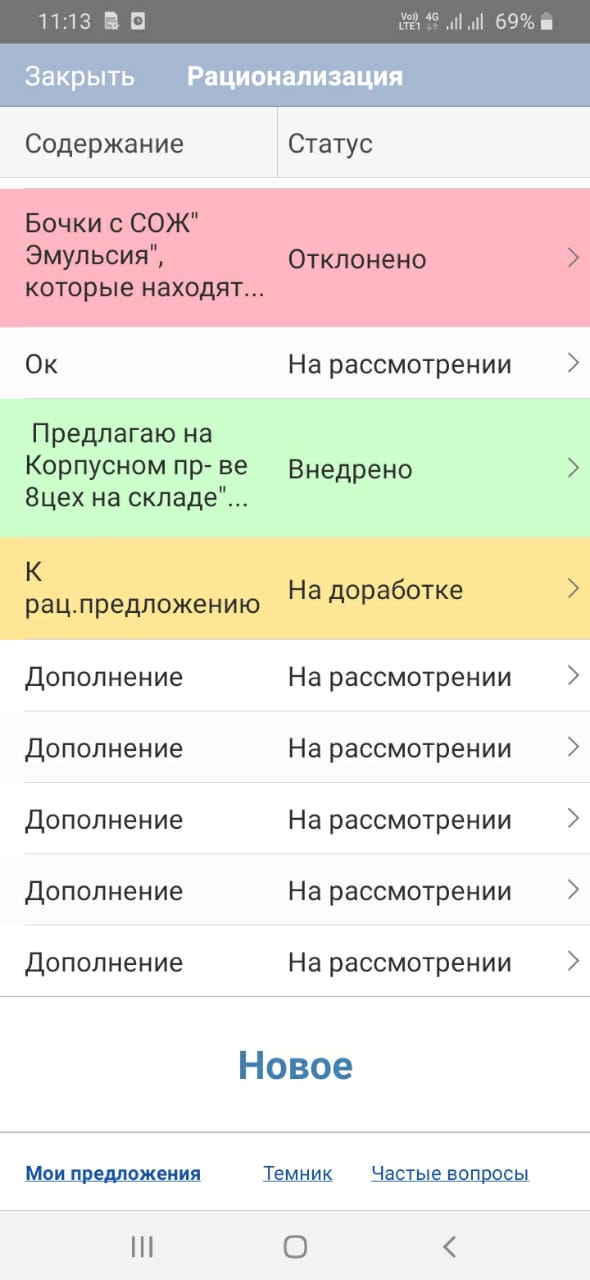 11:13 Vo)) LTE1 4G 69%
Закрыть Рационализация
Содержание Статус
Бочки с СОЖ"
Эмульсия", Отклонено
которые находят...
Ок На рассмотрении
Предлагаю на
Корпусном пр- ве Внедрено
8цех на складе"...
К
рац.предложению На доработке
Дополнение На рассмотрении
Дополнение На рассмотрении
Дополнение На рассмотрении
Дополнение На рассмотрении
Дополнение На рассмотрении
Новое
Мои предложения Темник Частые вопросы